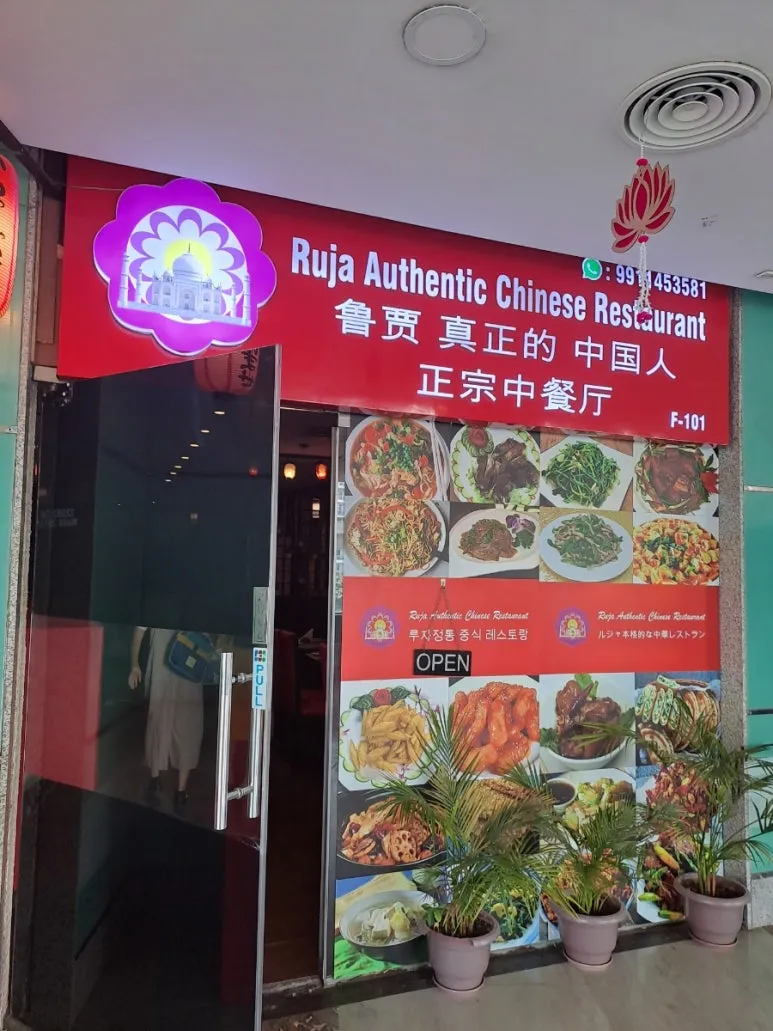 Ruja Authentic Chinese Restaurant
: 9911453581
鲁贾 真正的 中国人
正宗中餐厅
F-101
Ruja Authentic Chinese Restaurant
루자정통 중식 레스토랑
Ruja Authentic Chinese Restaurant
ルジャ本格的な中華レストラン
OPEN
PULL